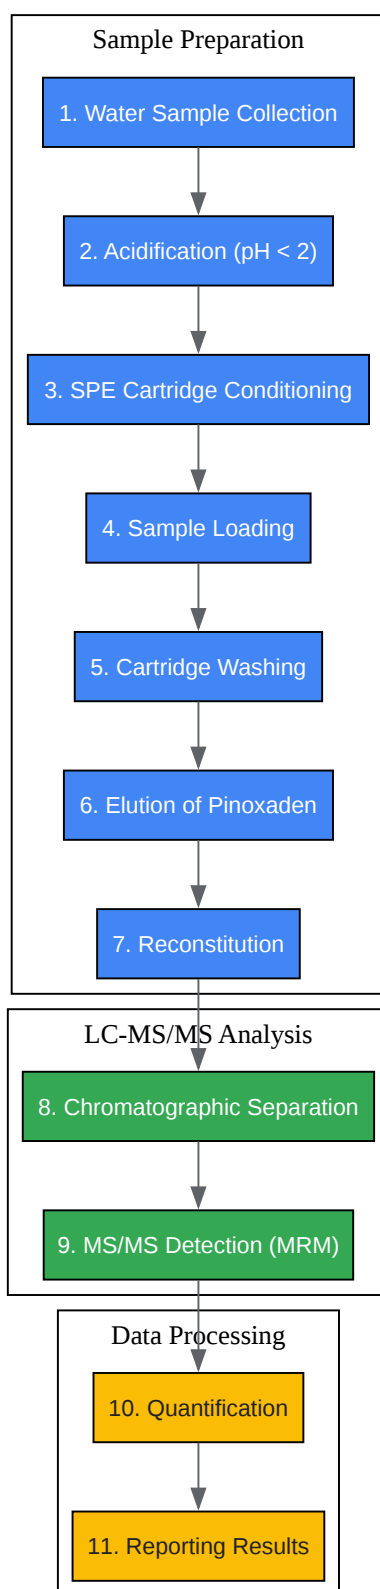 Sample Preparation
1. Water Sample Collection
2. Acidification (pH < 2)
3. SPE Cartridge Conditioning
4. Sample Loading
5. Cartridge Washing
6. Elution of Pinoxaden
7. Reconstitution
LC-MS/MS Analysis
8. Chromatographic Separation
9. MS/MS Detection (MRM)
Data Processing
10. Quantification
11. Reporting Results